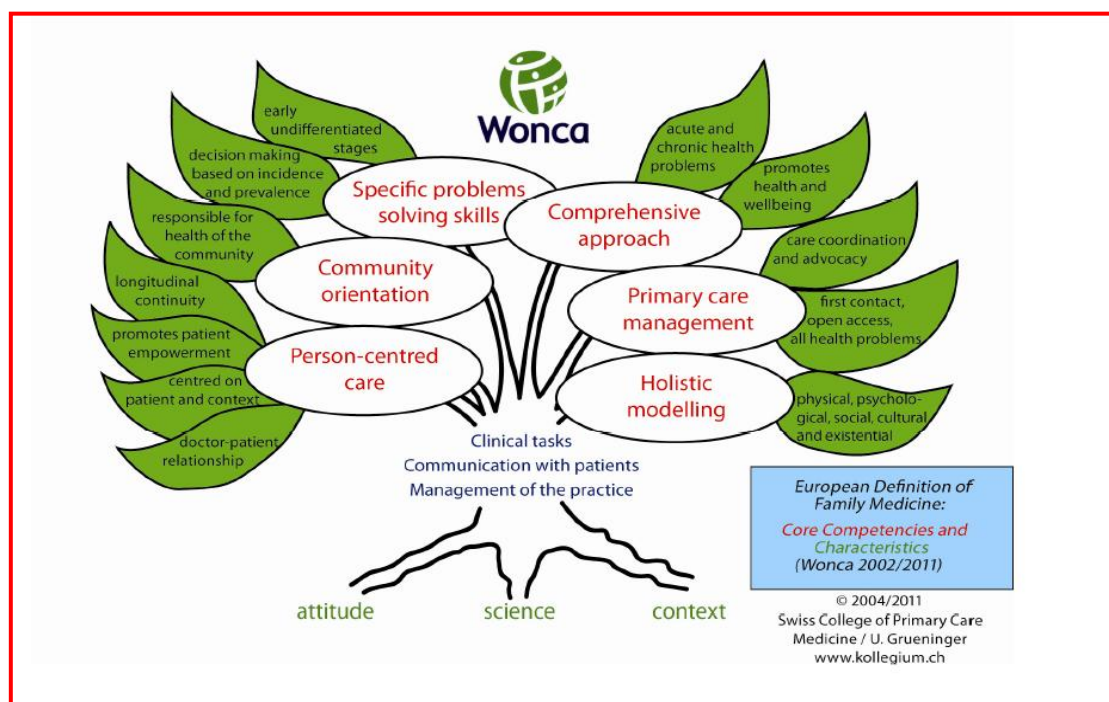 Wonca
early
undifferentiated
stages
decision making
based on incidence
and prevalence
responsible for
health of the
community
longitudinal
continuity
promotes patient
empowerment
centred on
patient and context
doctor-patient
relationship
Specific problems
solving skills
Community
orientation
Person-centred
care
Comprehensive
approach
Primary care
management
Holistic
modelling
acute and
chronic health
problems
promotes
health and
wellbeing
care coordination
and advocacy
first contact,
open access,
all health problems
physical, psycholo-
gical, social, cultural
and existential
Clinical tasks
Communication with patients
Management of the practice
attitude
science
context
European Definition of
Family Medicine:
Core Competencies and
Characteristics
(Wonca 2002/2011)
© 2004/2011
Swiss College of Primary Care
Medicine / U. Grueninger
www.kollegium.ch